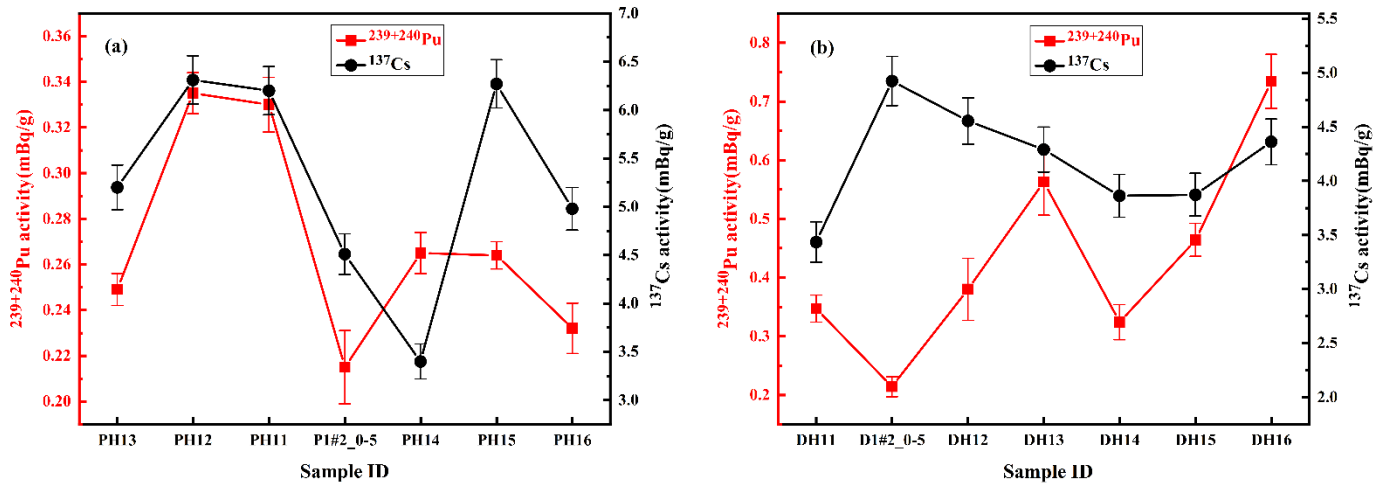 (a)
239+240Pu
137Cs
0.36
0.34
0.32
0.30
0.28
0.26
0.24
0.22
0.20
239+240Pu activity(mBq/g)
7.0
6.5
6.0
5.5
5.0
4.5
4.0
3.5
3.0
137Cs activity(mBq/g)
PH13 PH12 PH11 P1#2_0-5 PH14 PH15 PH16
Sample ID
(b)
239+240Pu
137Cs
0.8
0.7
0.6
0.5
0.4
0.3
0.2
239+240Pu activity(mBq/g)
5.5
5.0
4.5
4.0
3.5
3.0
2.5
2.0
137Cs activity(mBq/g)
DH11 D1#2_0-5 DH12 DH13 DH14 DH15 DH16
Sample ID